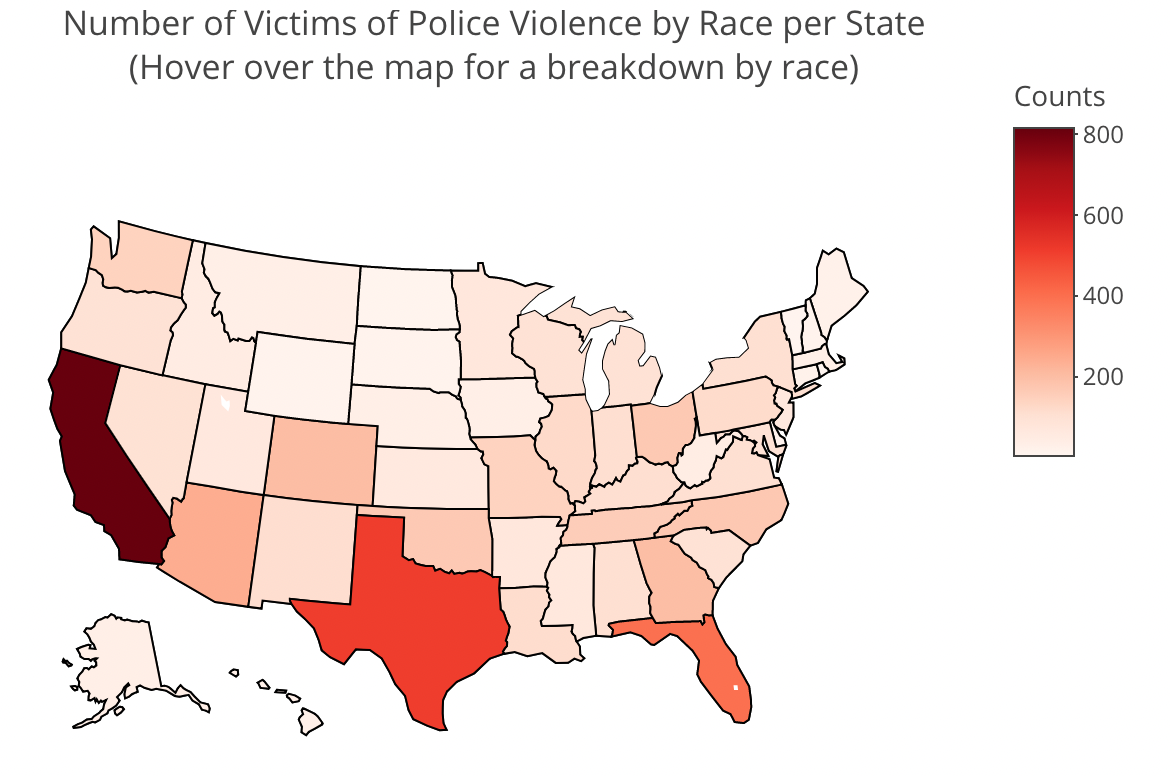 Number of Victims of Police Violence by Race per State
(Hover over the map for a breakdown by race)
Counts
800
600
400
200